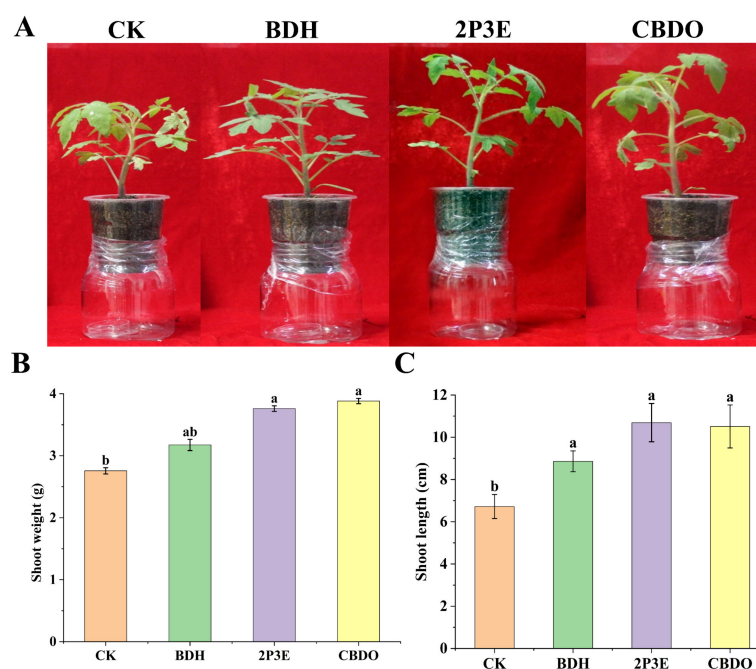 A
CK BDH 2P3E CBDO
B
Shoot weight (g)
4
3
2
1
0
b
ab
a
a
CK BDH 2P3E CBDO
C
Shoot length (cm)
12
10
8
6
4
2
0
b
a
a
a
CK BDH 2P3E CBDO